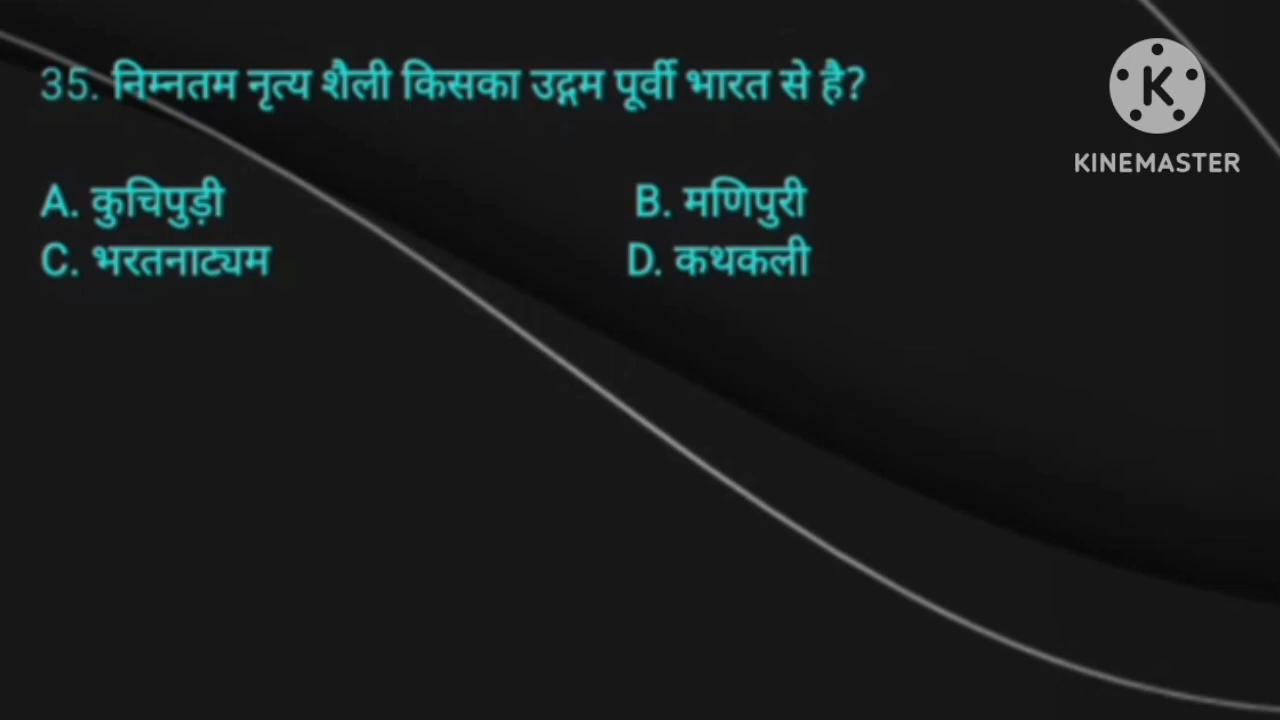 35. निम्नतम नृत्य शैली किसका उद्गम पूर्वी भारत से है?
KINEMASTER
A. कुचिपुड़ी B. मणिपुरी
C. भरतनाट्यम D. कथकली